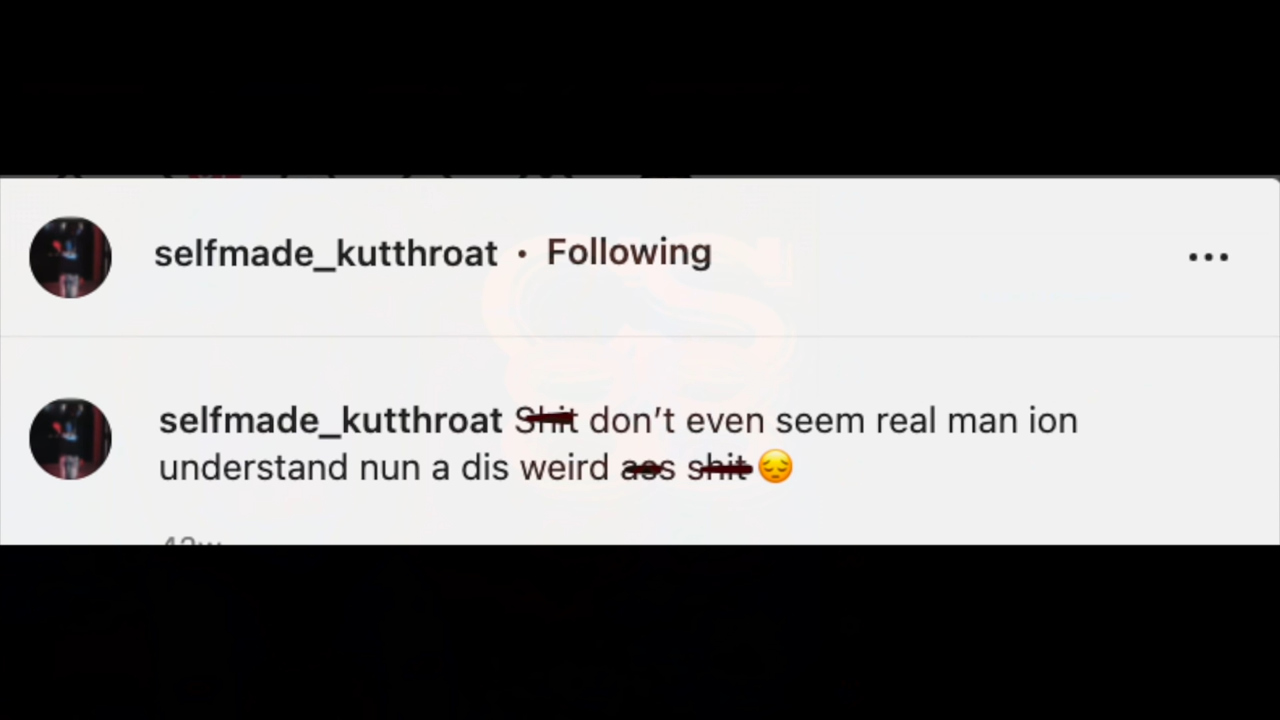 selfmade_kutthroat • Following
selfmade_kutthroat Shit don't even seem real man ion
understand nun a dis weird ass shit 😔